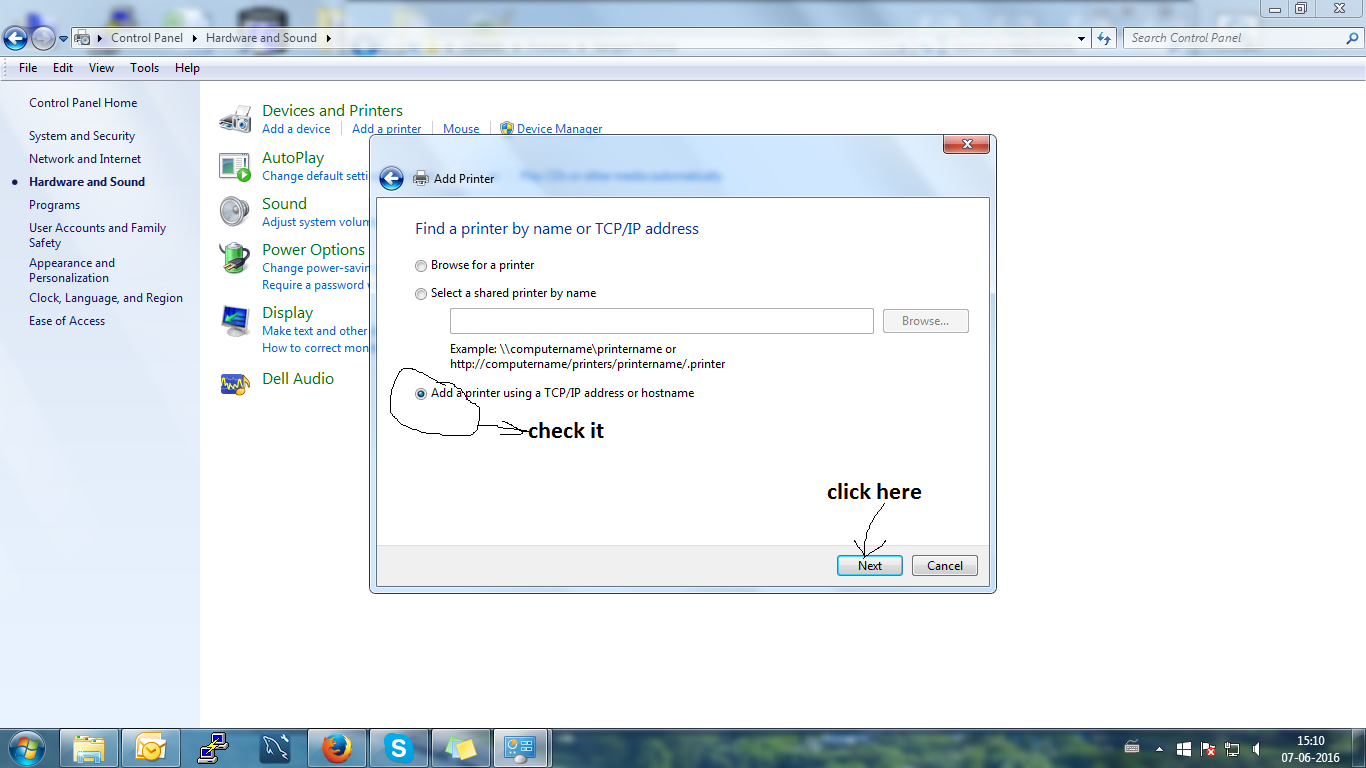 Control Panel
Hardware and Sound
Search Control Panel
File Edit View Tools Help
Control Panel Home
System and Security
Network and Internet
Hardware and Sound
Programs
User Accounts and Family
Safety
Appearance and
Personalization
Clock, Language, and Region
Ease of Access
Devices and Printers
Add a device Add a printer Mouse Device Manager
AutoPlay
Change default setti
Play CDs or other media automatically
Sound
Adjust system volum
Power Options
Change power-savin
Require a password w
Display
Make text and other
How to correct mon
Dell Audio
Add Printer
Find a printer by name or TCP/IP address
Browse for a printer
Select a shared printer by name
Browse...
Example: \\computername\printername or
http://computername/printers/printername/.printer
Add a printer using a TCP/IP address or hostname
check it
click here
Next Cancel
15:10
07-06-2016